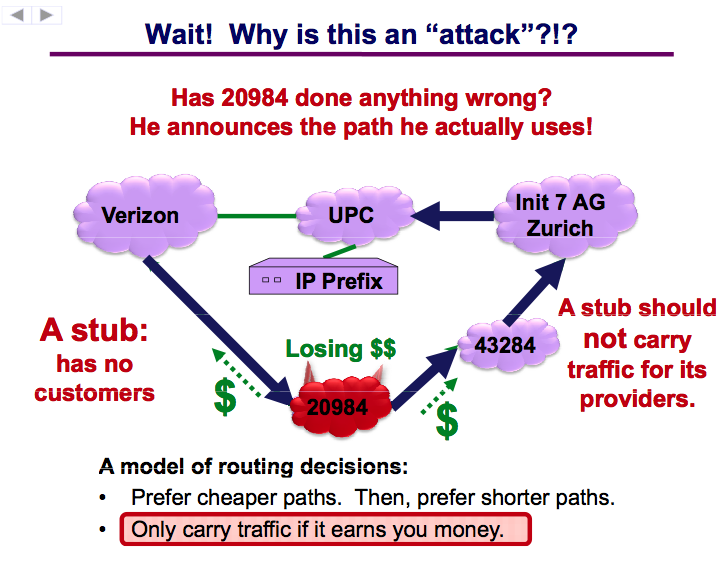 Wait!  Why is this an “attack”?!?
Has 20984 done anything wrong?
He announces the path he actually uses!
Verizon
UPC
Init 7 AG
Zurich
IP Prefix
A stub:
has no
customers
Losing $$
43284
A stub should
not carry
traffic for its
providers.
$
20984
$
A model of routing decisions:
• Prefer cheaper paths.  Then, prefer shorter paths.
• Only carry traffic if it earns you money.